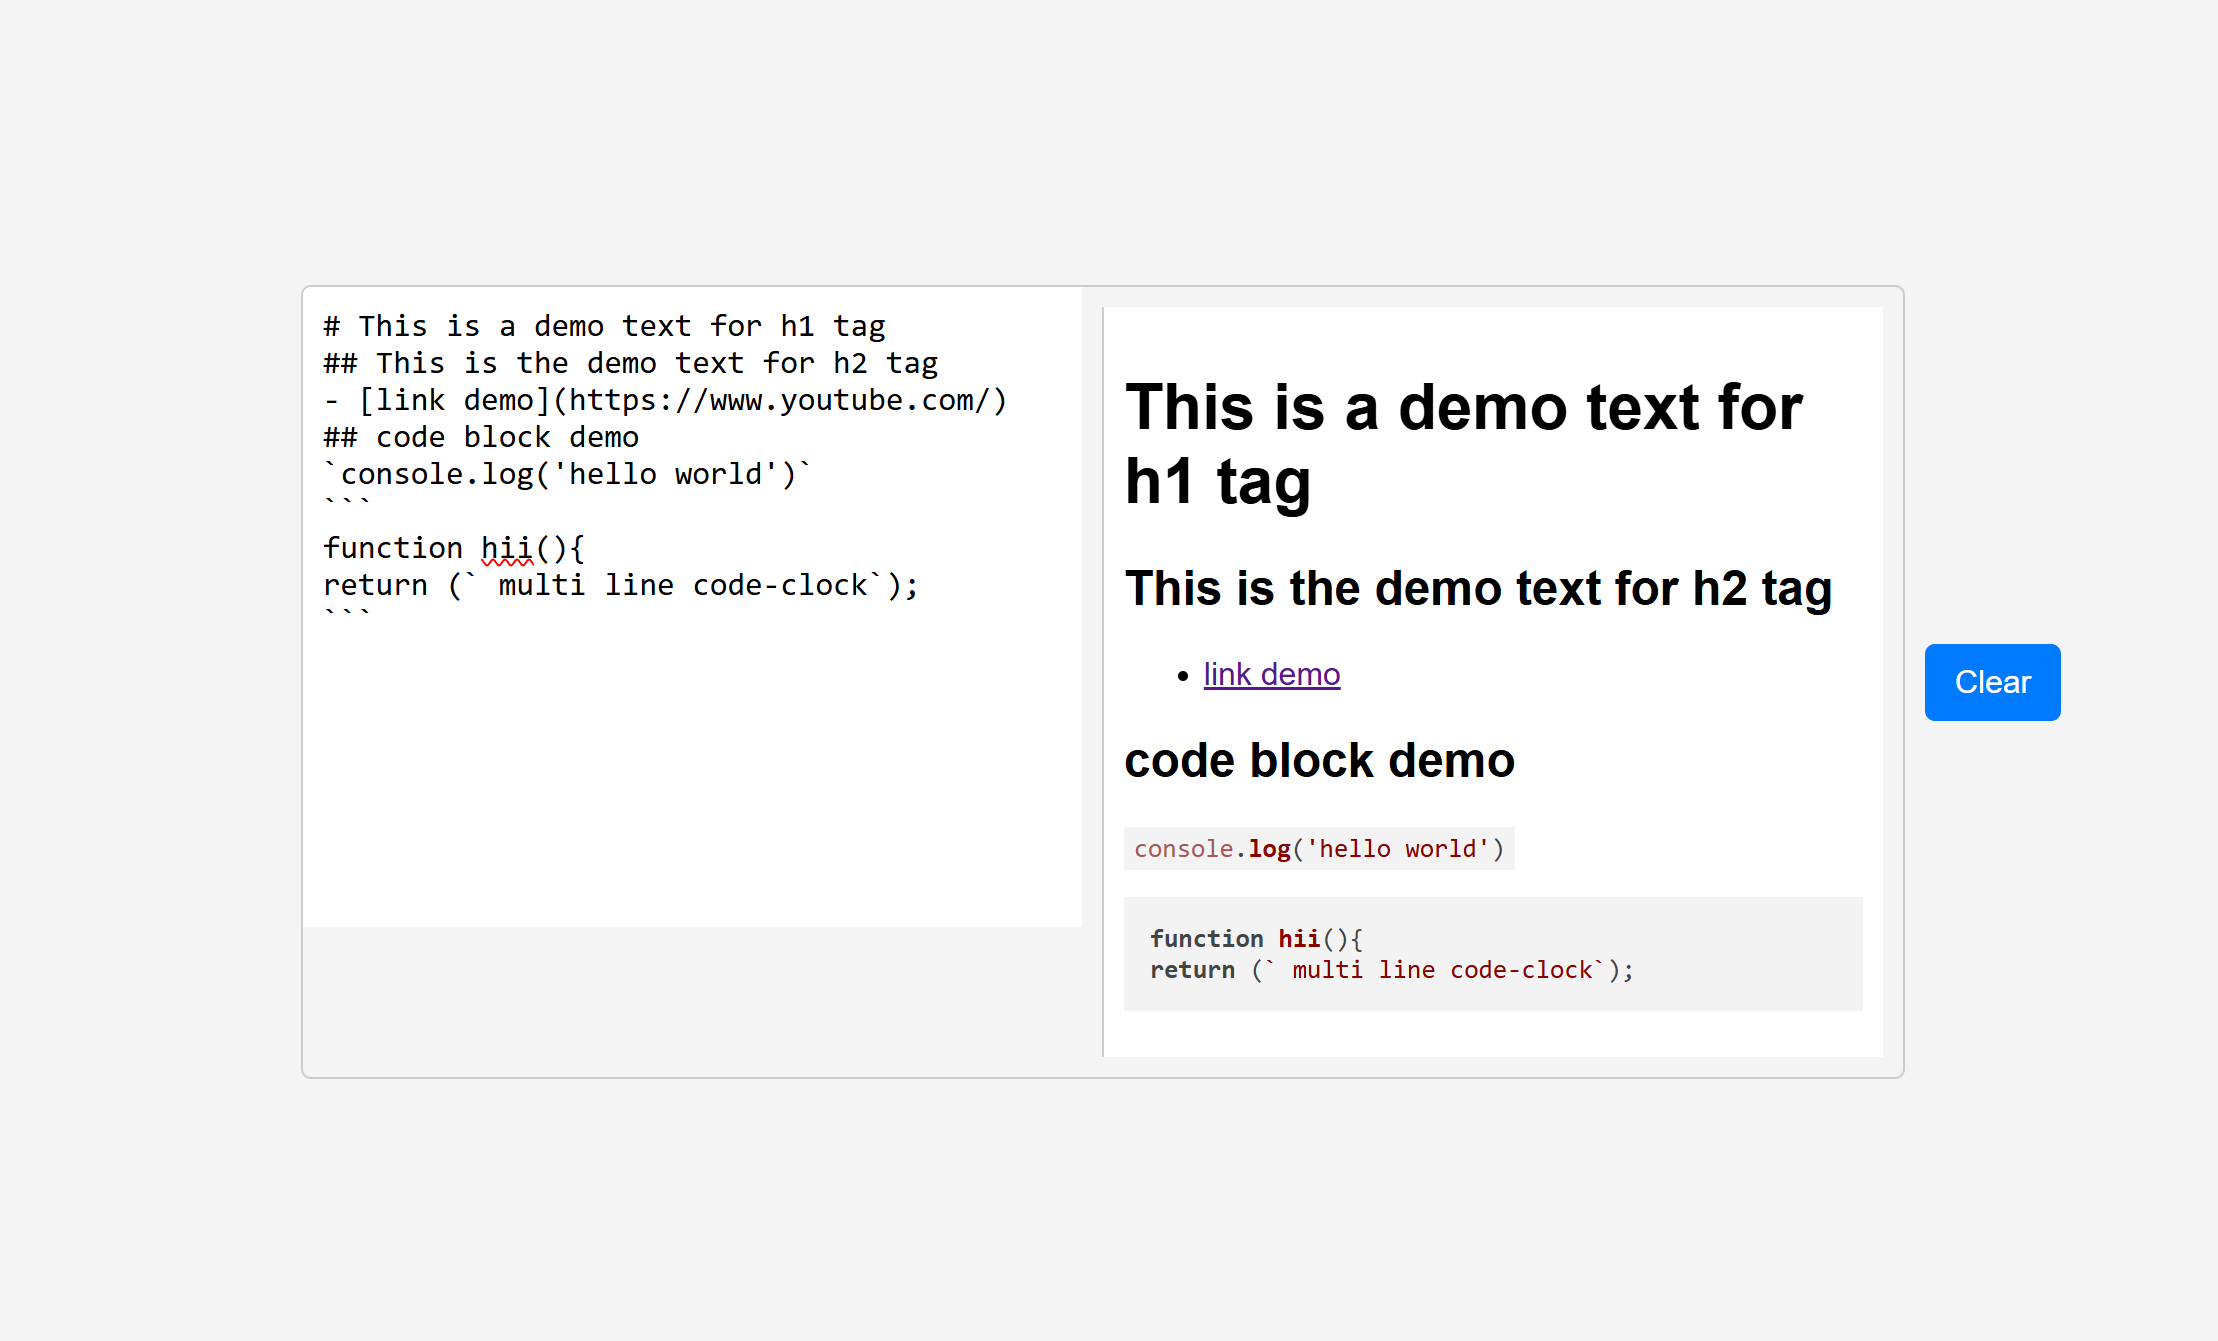 # This is a demo text for h1 tag
## This is the demo text for h2 tag
- [link demo](https://www.youtube.com/)
## code block demo
`console.log('hello world')`
```
function hii(){
return (` multi line code-clock`);
```
This is a demo text for
h1 tag
This is the demo text for h2 tag
• link demo
code block demo
console.log('hello world')
function hii(){
return (` multi line code-clock`);
Clear